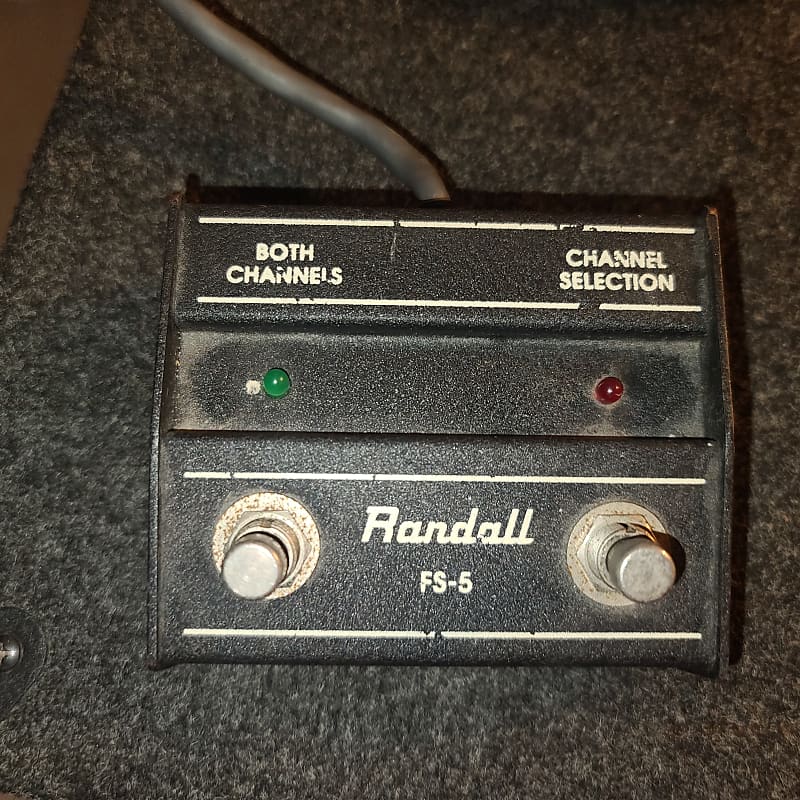 BOTH
CHANNELS
CHANNEL
SELECTION
Randall
FS-5